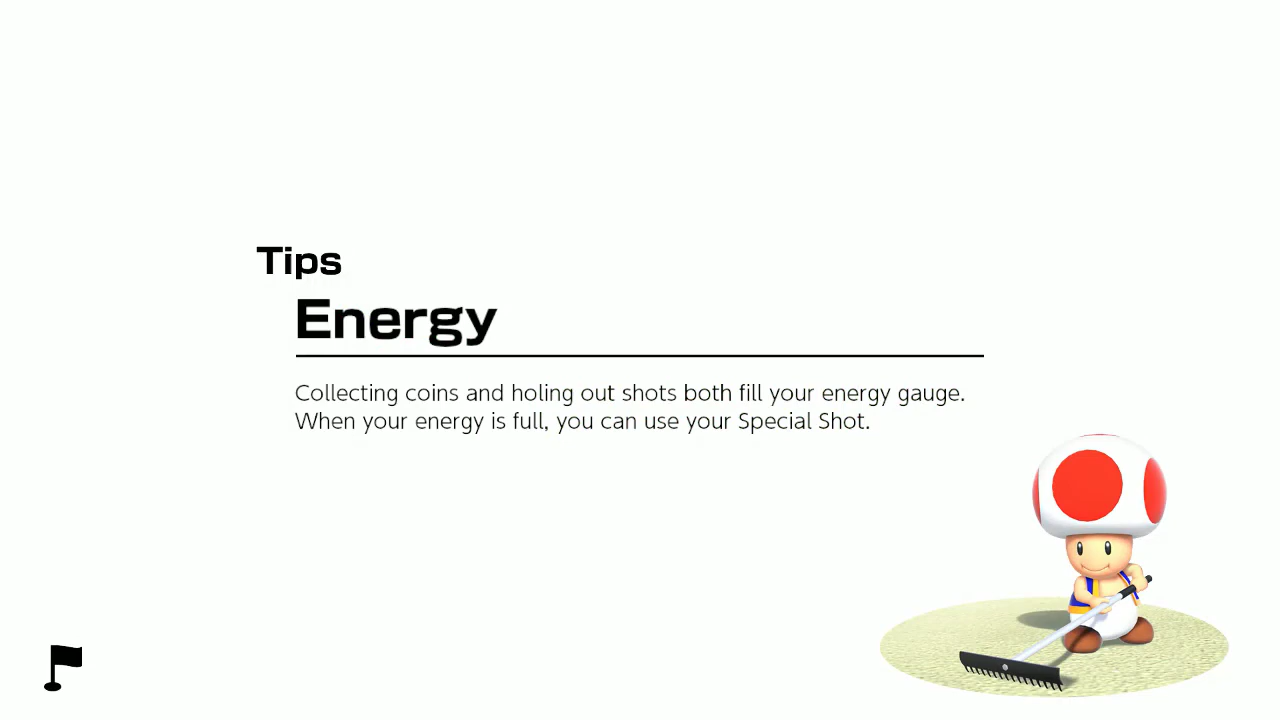 Tips
Energy
Collecting coins and holing out shots both fill your energy gauge.
When your energy is full, you can use your Special Shot.